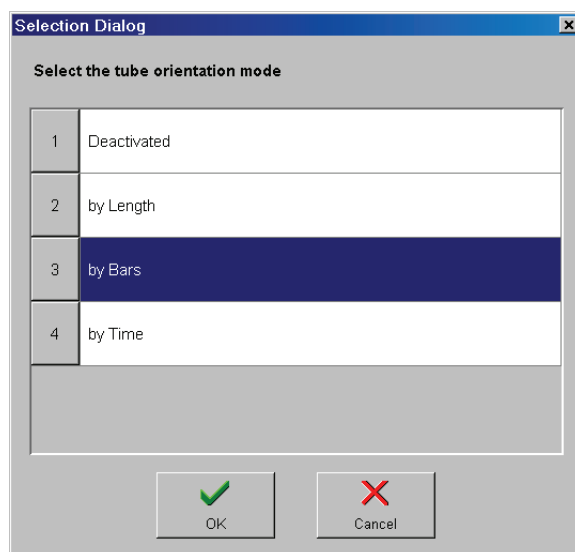 Selection Dialog
Select the tube orientation mode
1 Deactivated
2 by Length
3 by Bars
4 by Time
OK Cancel